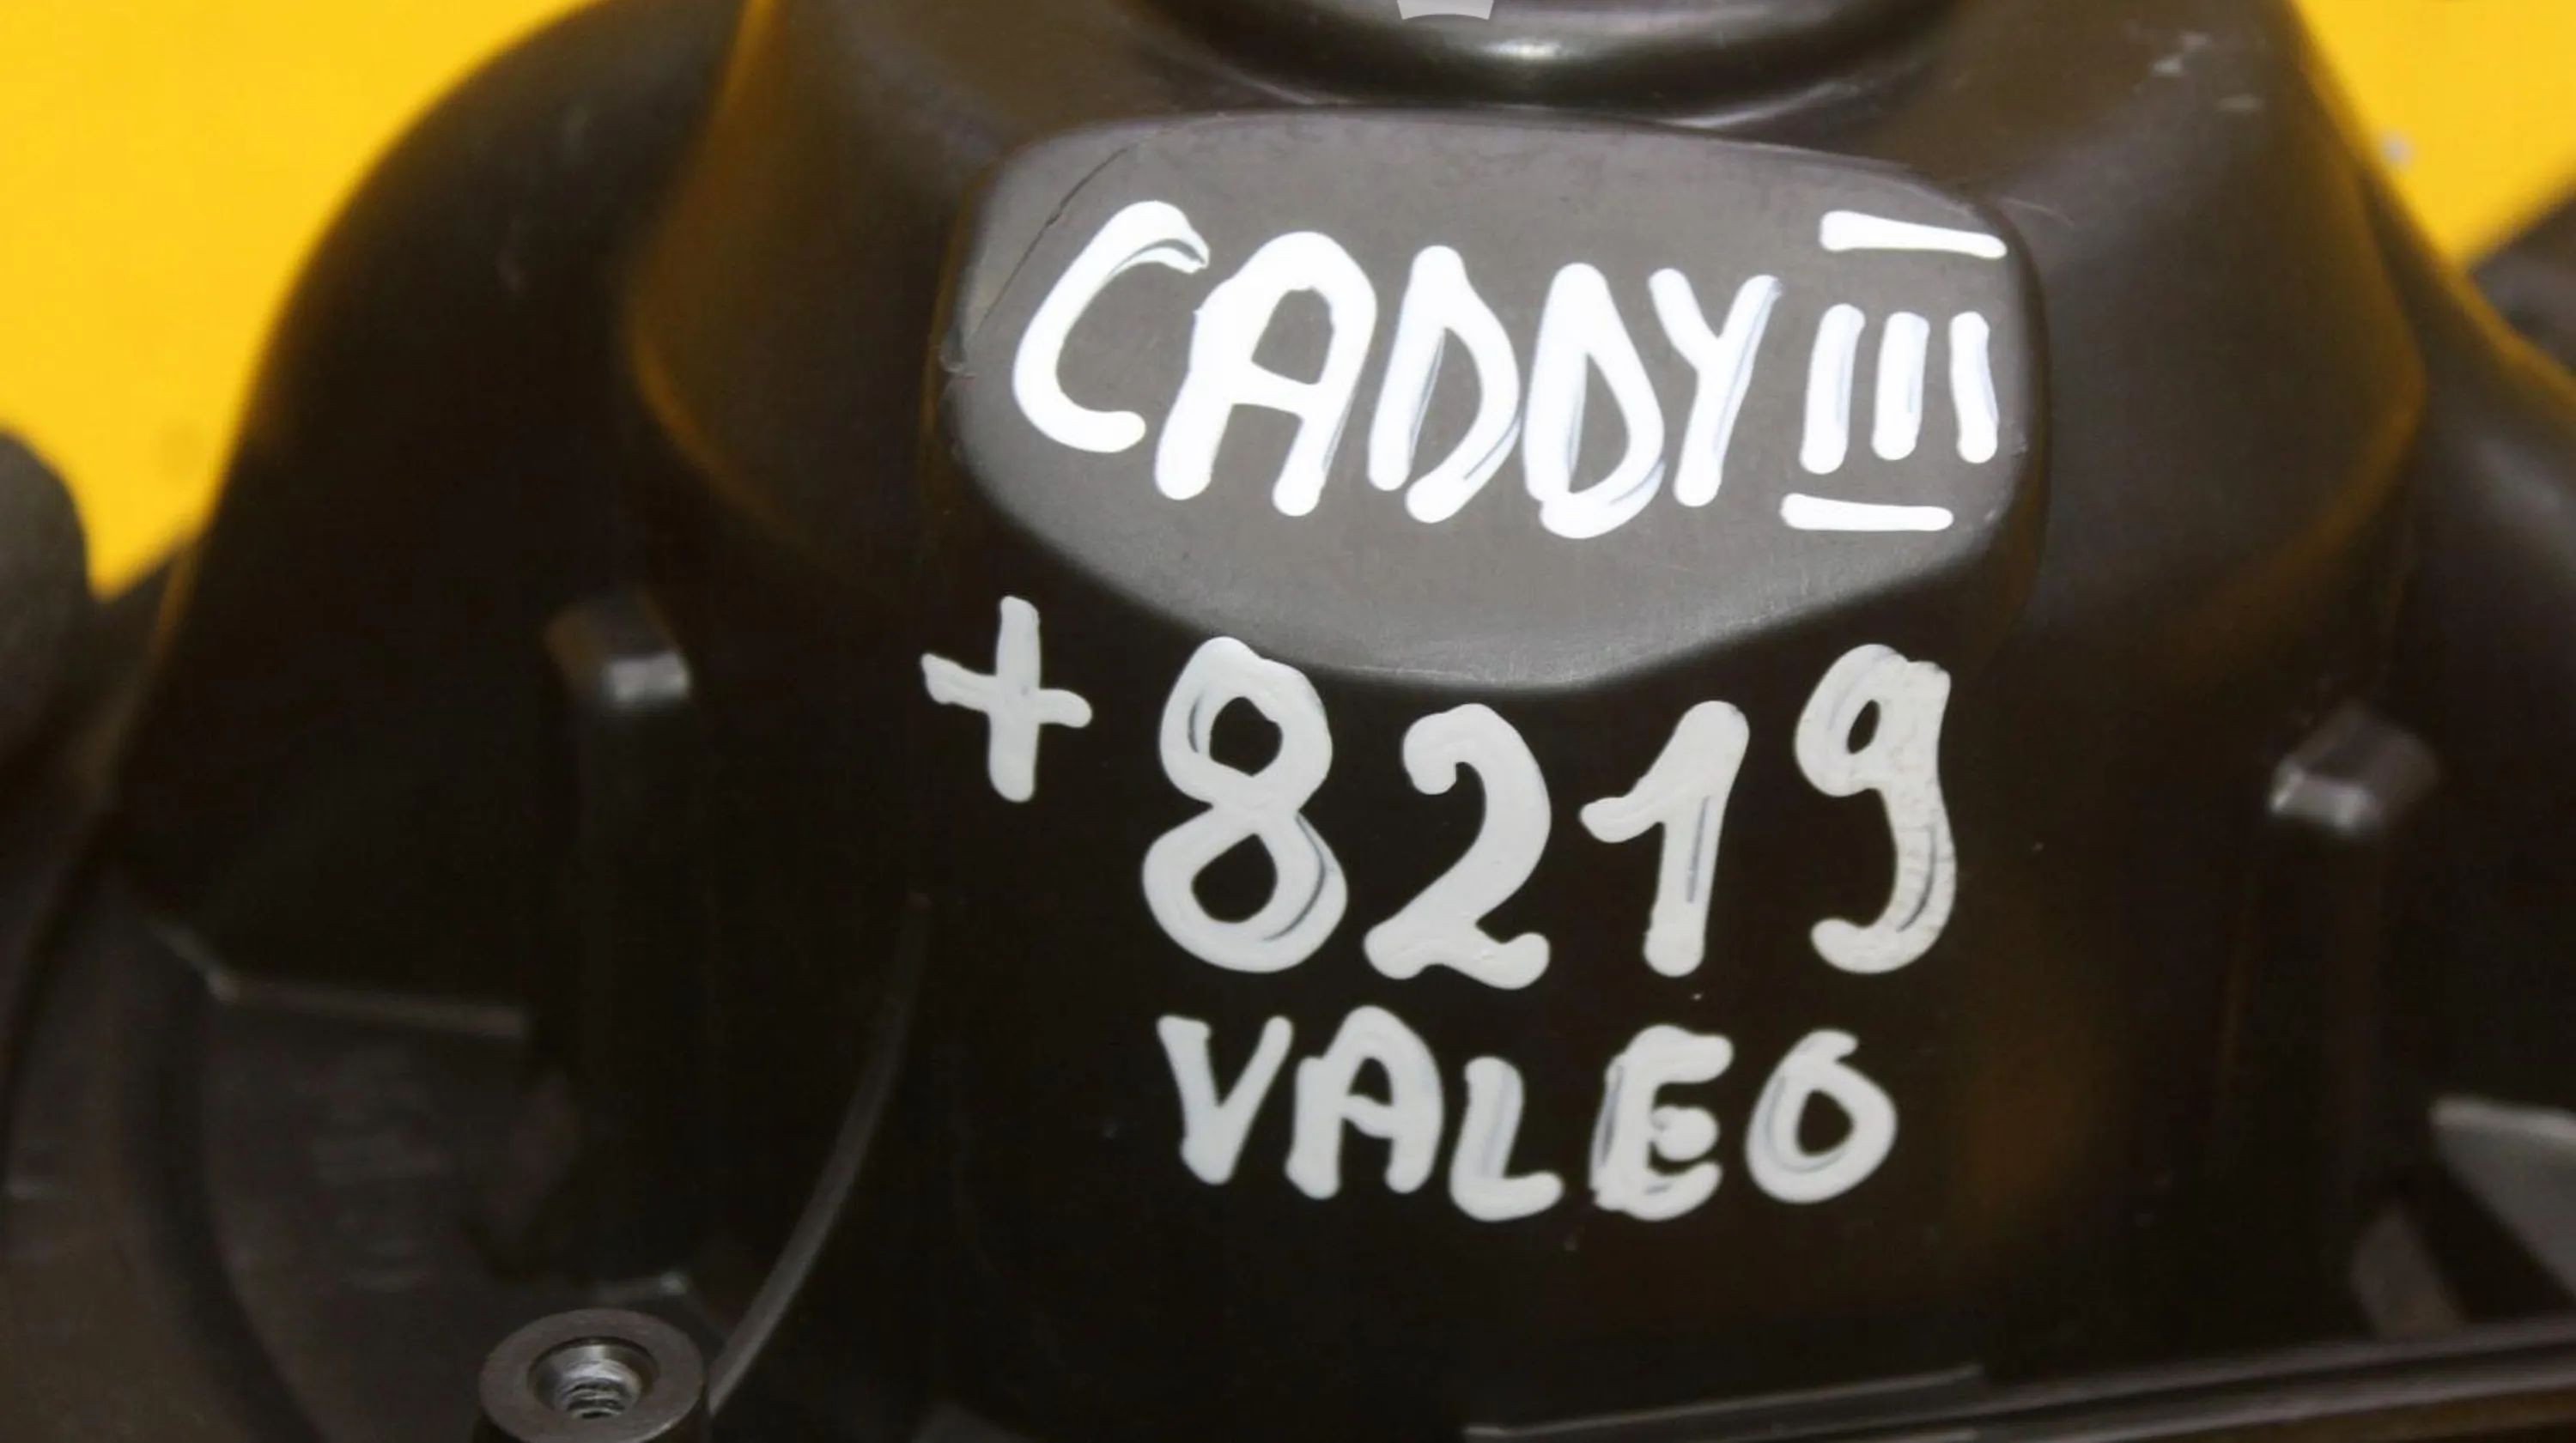 CADDY III
+8219
VALEO